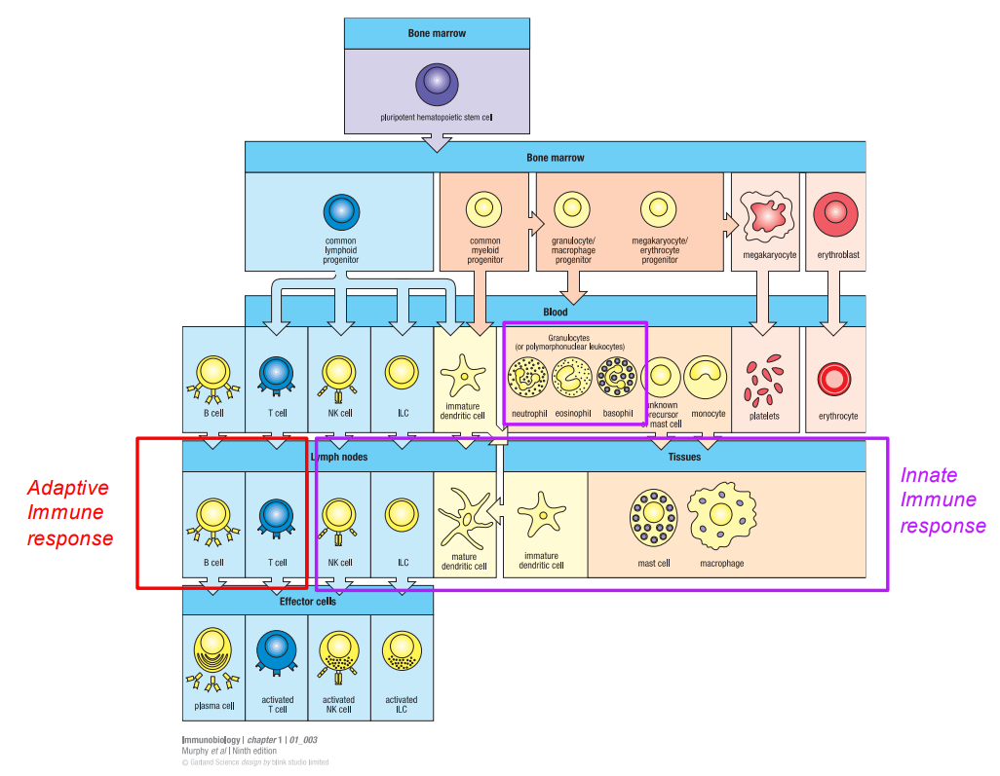 Bone marrow
pluripotent hematopoietic stem cell
Bone marrow
common
lymphoid
progenitor
common
myeloid
progenitor
granulocyte/
macrophage
progenitor
megakaryocyte/
erythrocyte
progenitor
megakaryocyte
erythroblast
Blood
Granulocytes
(or polymorphonuclear leukocytes)
B cell
T cell
NK cell
ILC
immature
dendritic cell
neutrophil
eosinophil
basophil
unknown
precursor
of mast cell
monocyte
platelets
erythrocyte
Adaptive
Immune
response
Lymph nodes
Tissues
Innate
Immune
response
B cell
T cell
NK cell
ILC
mature
dendritic cell
immature
dendritic cell
mast cell
macrophage
Effector cells
plasma cell
activated
T cell
activated
NK cell
activated
ILC
Immunobiology | chapter 1 | 01_003
Murphy et al | Ninth edition
© Garland Science design by blink studio limited